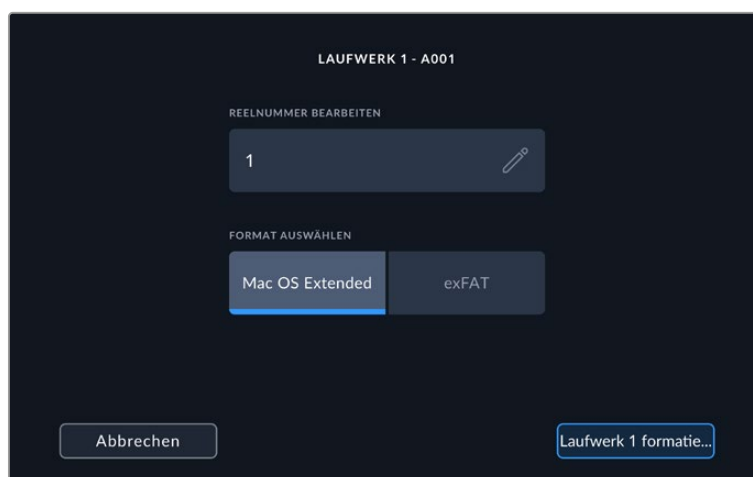 LAUFWERK 1 - A001
REELNUMMER BEARBEITEN
1
FORMAT AUSWÄHLEN
Mac OS Extended
exFAT
Abbrechen
Laufwerk 1 formatie...